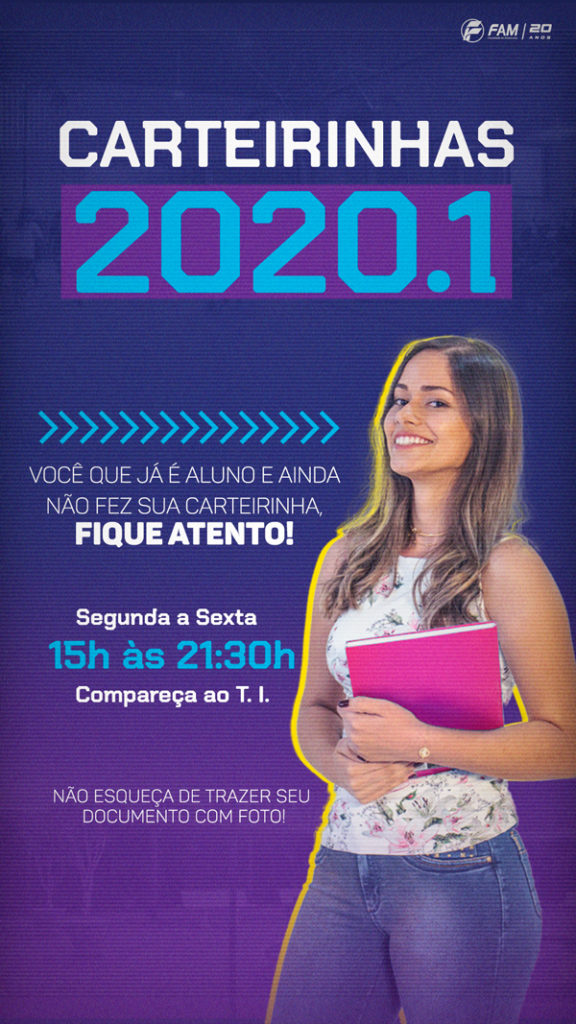 FAM | 20
ANOS
CARTEIRINHAS
2020.1
VOCÊ QUE JÁ É ALUNO E AINDA
NÃO FEZ SUA CARTEIRINHA,
FIQUE ATENTO!
Segunda a Sexta
15h às 21:30h
Compareça ao T. I.
NÃO ESQUEÇA DE TRAZER SEU
DOCUMENTO COM FOTO!